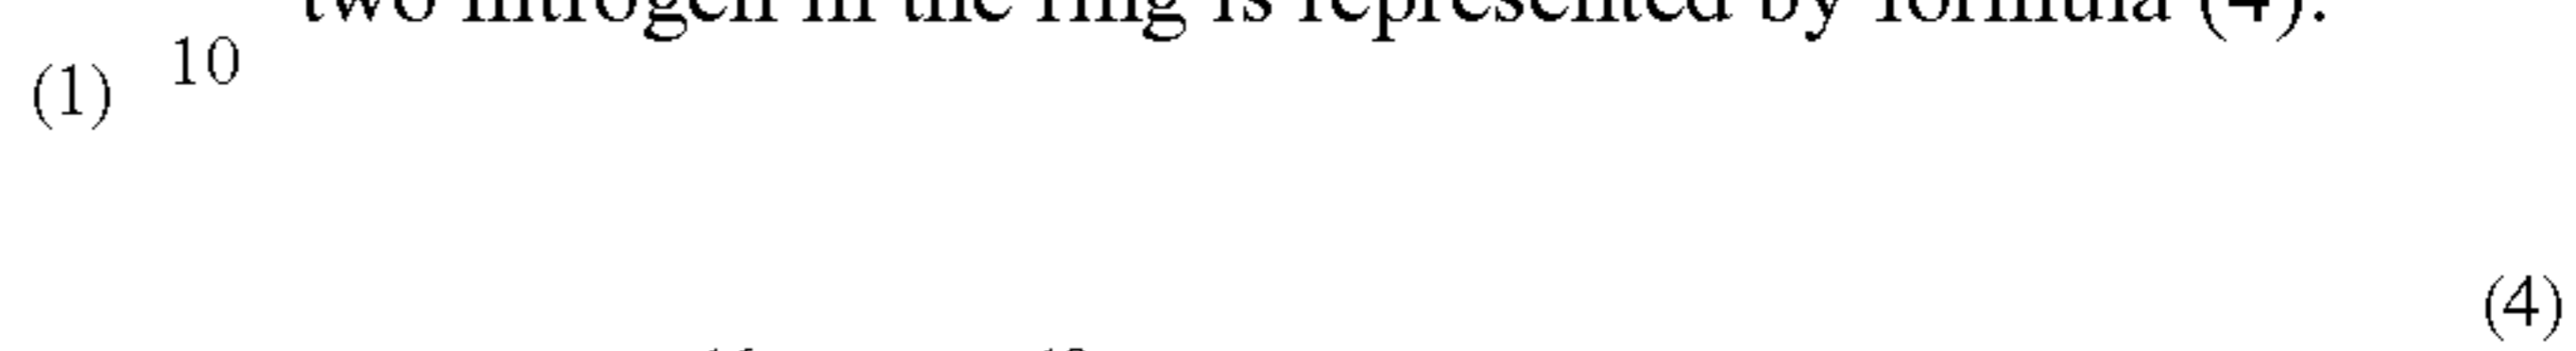 two nitrogen in the ring is represented by formula (4).
(1) 10
(4)